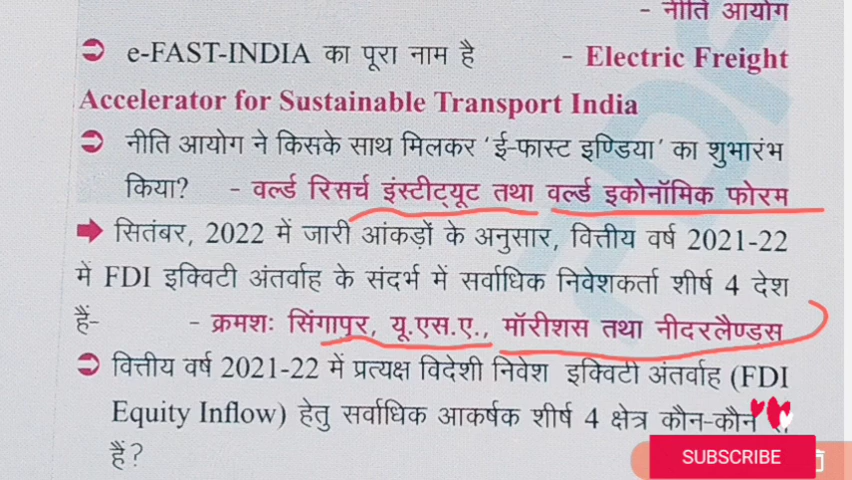 - नीति आयोग
e-FAST-INDIA का पूरा नाम है - Electric Freight
Accelerator for Sustainable Transport India
नीति आयोग ने किसके साथ मिलकर ‘ई-फास्ट इण्डिया’ का शुभारंभ
किया? - वर्ल्ड रिसर्च इंस्टीट्यूट तथा वर्ल्ड इकोनॉमिक फोरम
सितंबर, 2022 में जारी आंकड़ों के अनुसार, वित्तीय वर्ष 2021-22
में FDI इक्विटी अंतर्वाह के संदर्भ में सर्वाधिक निवेशकर्ता शीर्ष 4 देश
हैं- - क्रमशः सिंगापुर, यू.एस.ए., मॉरीशस तथा नीदरलैण्ड्स
वित्तीय वर्ष 2021-22 में प्रत्यक्ष विदेशी निवेश इक्विटी अंतर्वाह (FDI
Equity Inflow) हेतु सर्वाधिक आकर्षक शीर्ष 4 क्षेत्र कौन-कौन
हैं?
SUBSCRIBE